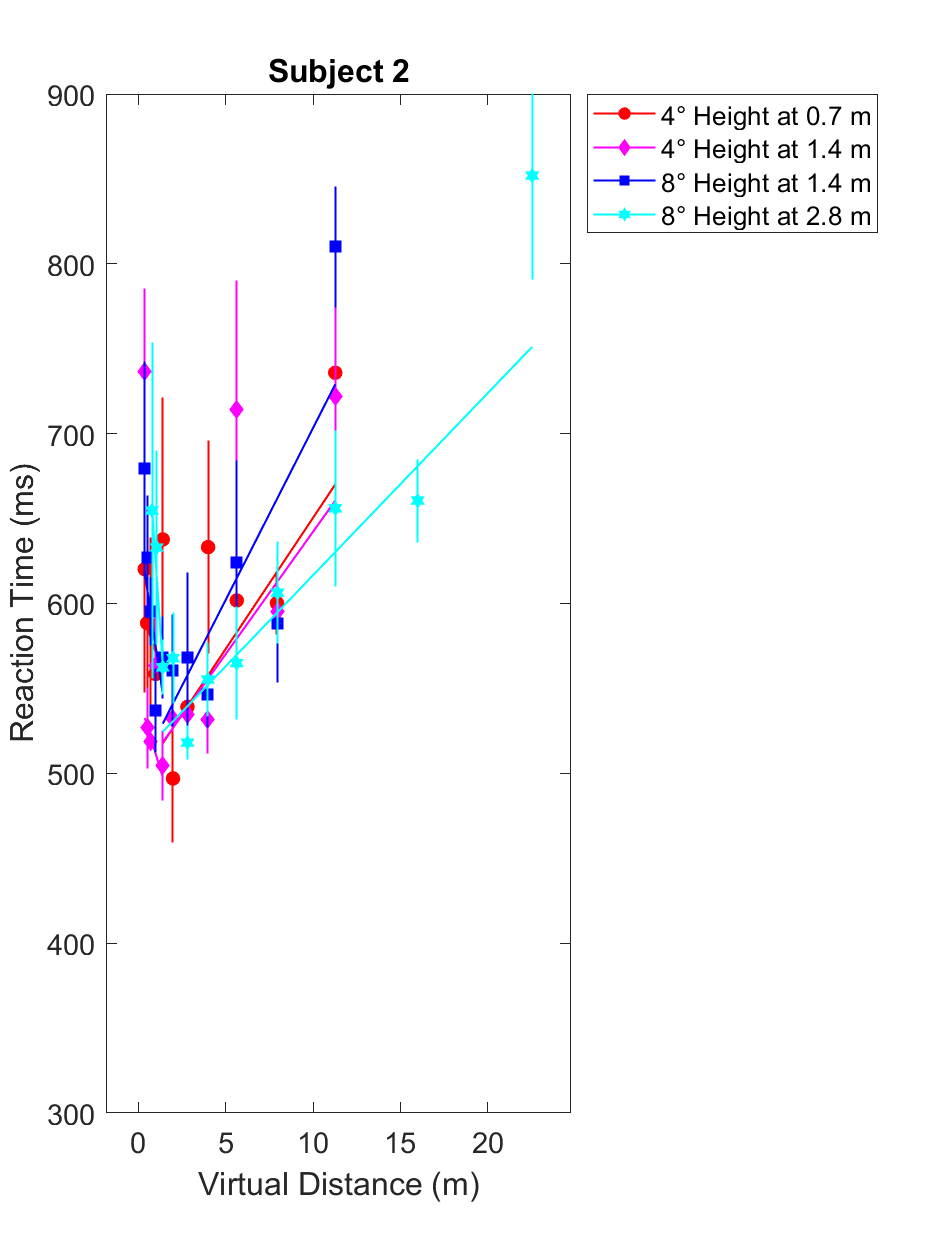 Subject 2
900
800
700
600
500
400
300
Reaction Time (ms)
0 5 10 15 20
Virtual Distance (m)
4° Height at 0.7 m
4° Height at 1.4 m
8° Height at 1.4 m
8° Height at 2.8 m